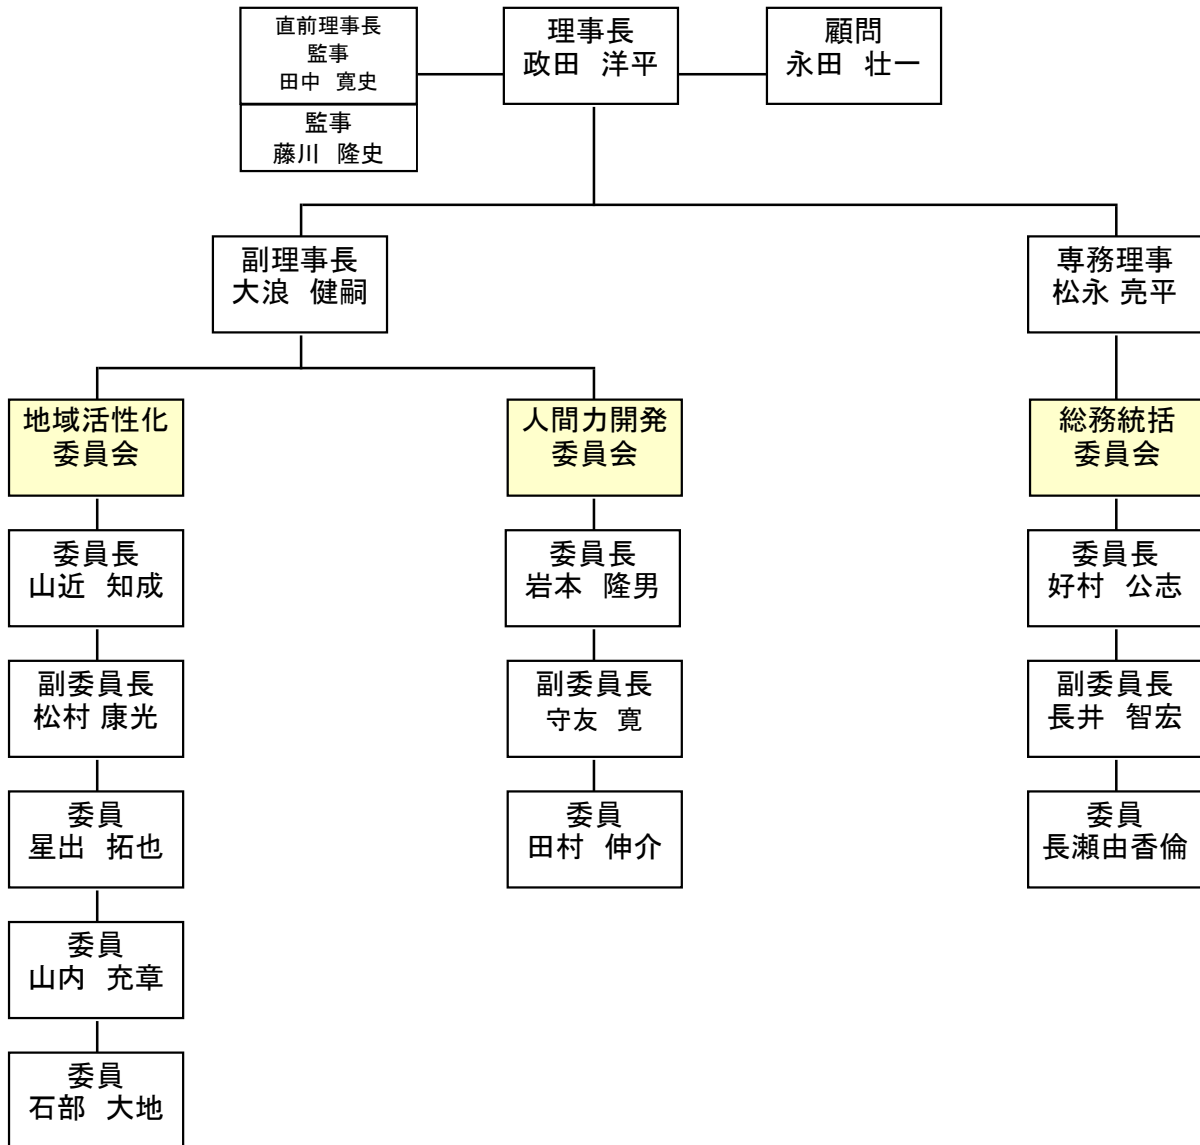 直前理事長
監事
田中 寛史
監事
藤川 隆史
理事長
政田 洋平
顧問
永田 壮一
副理事長
大浪 健嗣
専務理事
松永 亮平
地域活性化
委員会
委員長
山近 知成
副委員長
松村 康光
委員
星出 拓也
委員
山内 充章
委員
石部 大地
人間力開発
委員会
委員長
岩本 隆男
副委員長
守友 寛
委員
田村 伸介
総務統括
委員会
委員長
好村 公志
副委員長
長井 智宏
委員
長瀬由香倫